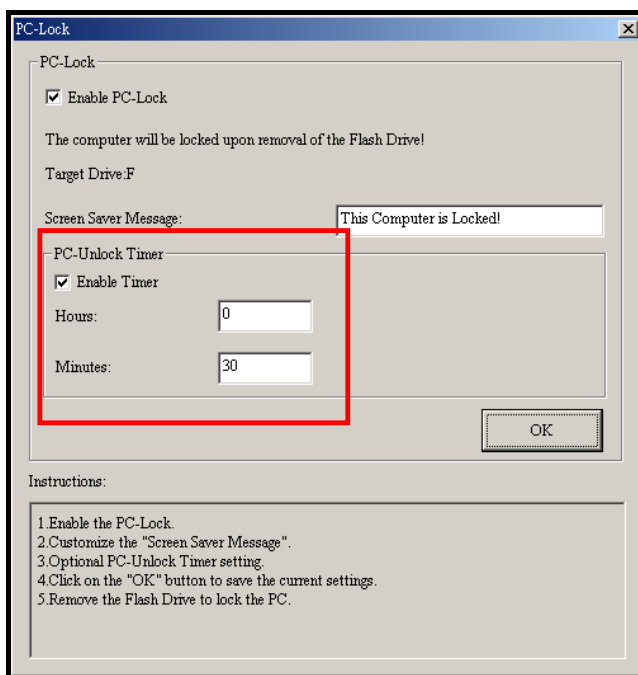 PC-Lock
PC-Lock
Enable PC-Lock
The computer will be locked upon removal of the Flash Drive!
Target Drive:F
Screen Saver Message: This Computer is Locked!
PC-Unlock Timer
Enable Timer
Hours: 0
Minutes: 30
OK
Instructions:
1.Enable the PC-Lock.
2.Customize the "Screen Saver Message".
3.Optional PC-Unlock Timer setting.
4.Click on the "OK" button to save the current settings.
5.Remove the Flash Drive to lock the PC.